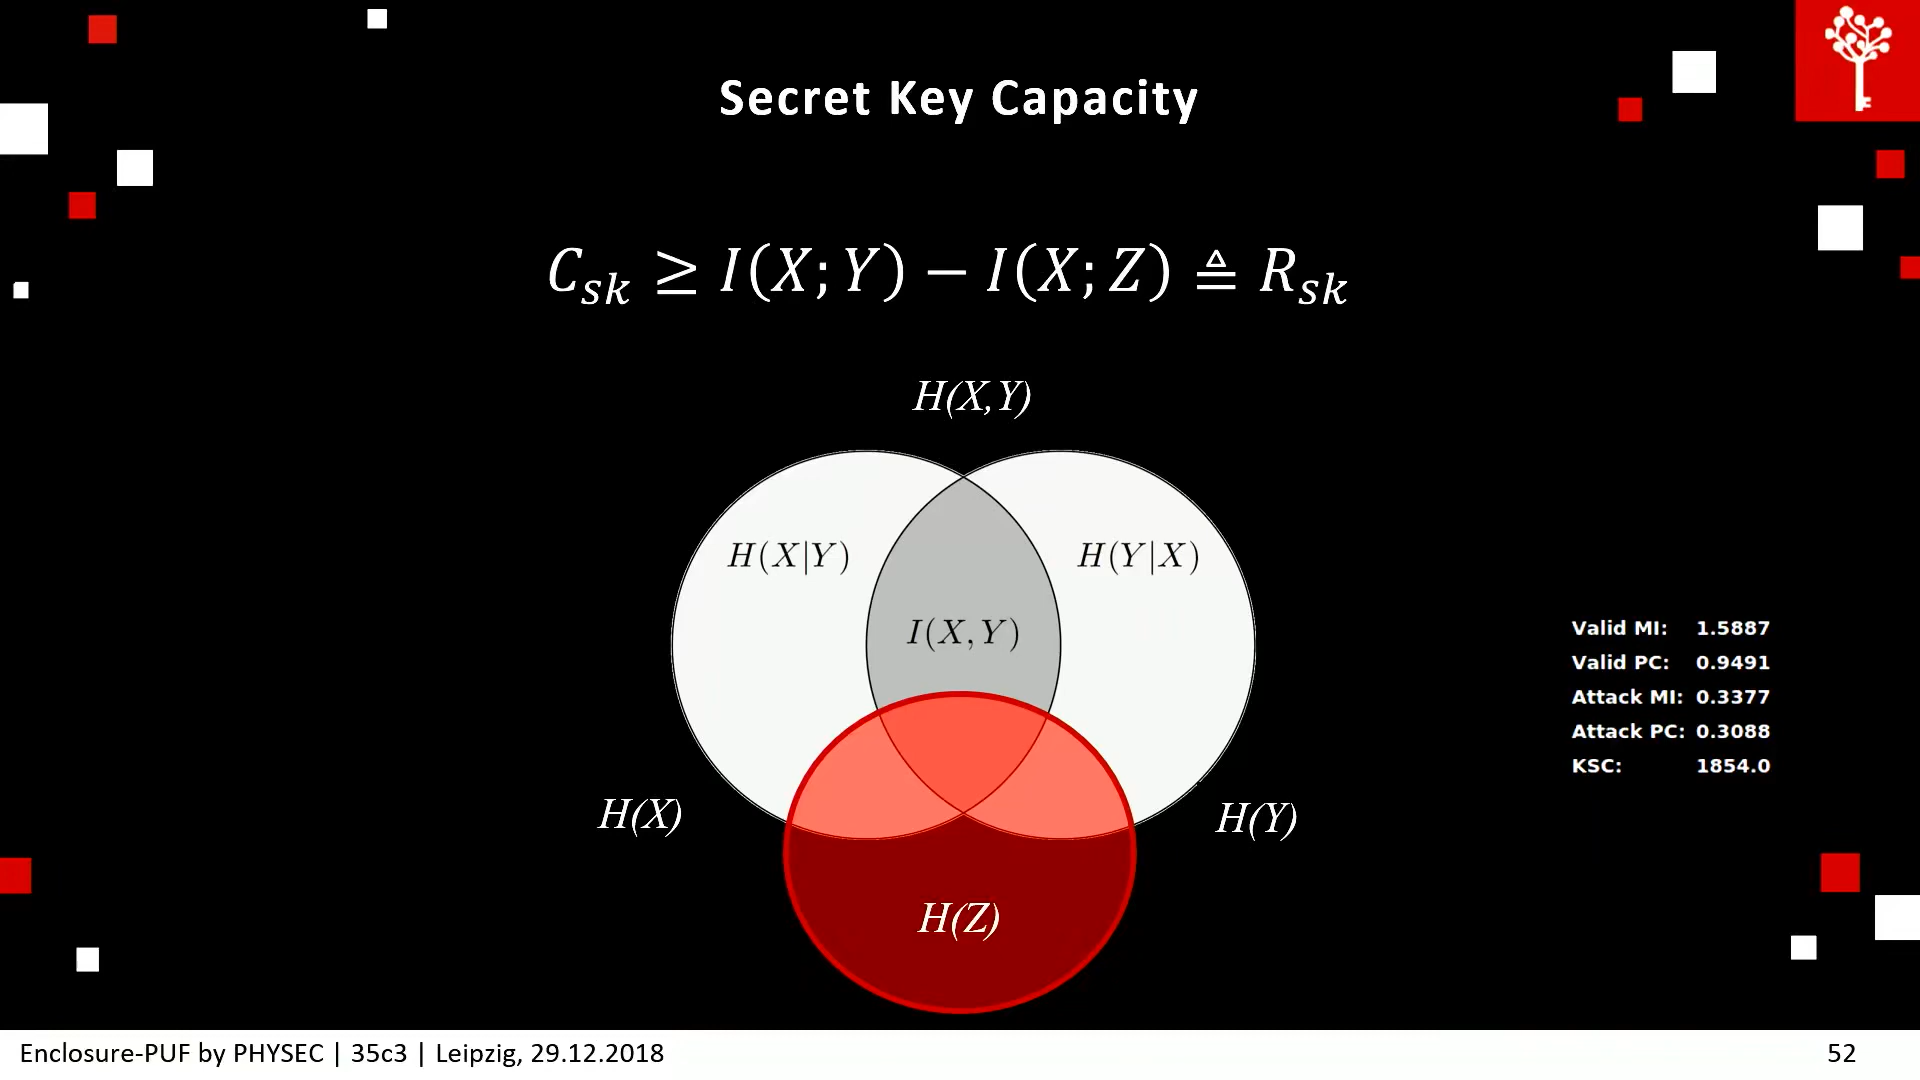 Secret Key Capacity
C_sk ≥ I(X; Y) − I(X; Z) ≜ R_sk
H(X,Y)
H(X|Y)
H(Y|X)
I(X, Y)
Valid MI: 1.5887
Valid PC: 0.9491
Attack MI: 0.3377
Attack PC: 0.3088
KSC: 1854.0
H(X)
H(Y)
H(Z)
Enclosure-PUF by PHYSEC | 35c3 | Leipzig, 29.12.2018
52